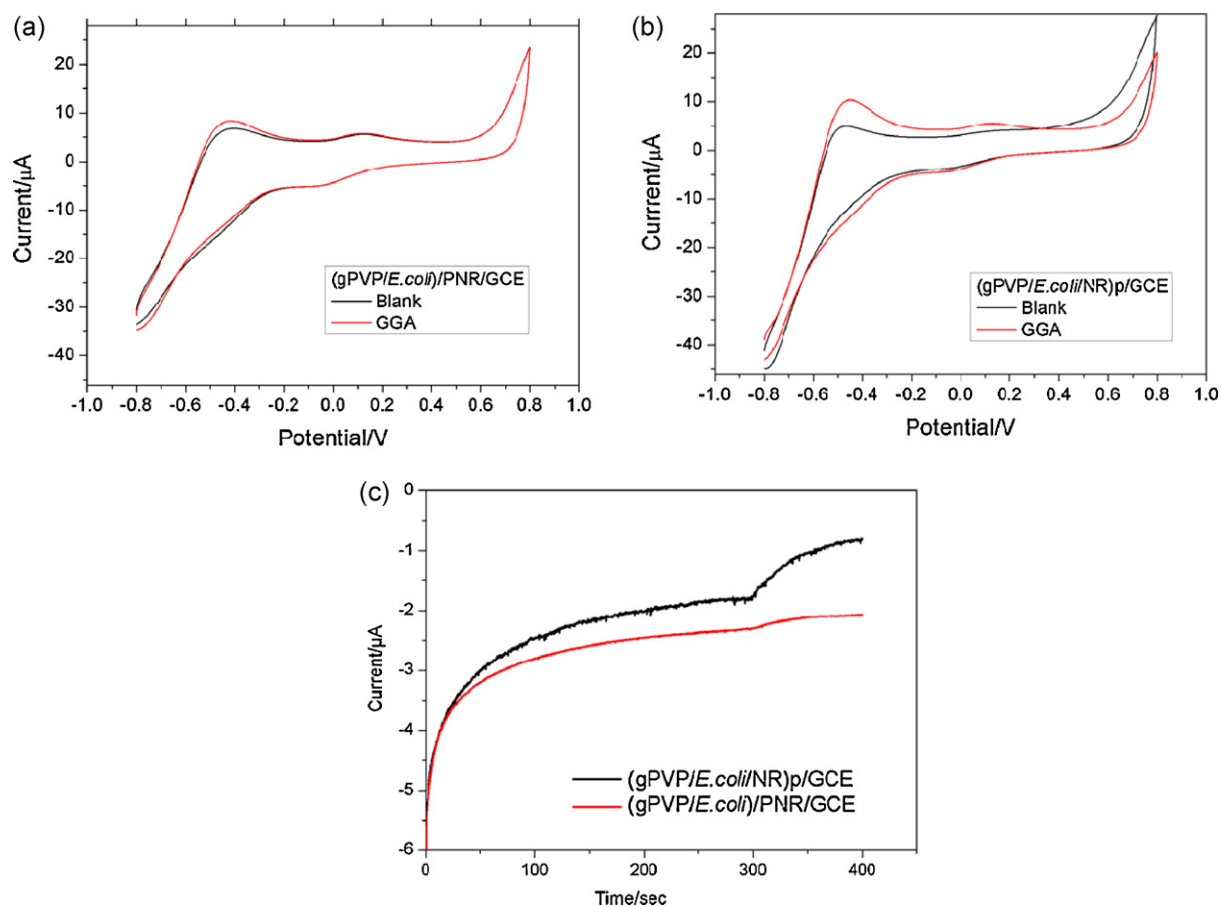 (a)
20
10
0
-10
-20
-30
-40
Current/μA
-1.0 -0.8 -0.6 -0.4 -0.2 0.0 0.2 0.4 0.6 0.8 1.0
Potential/V
(gPVP/E.coli)/PNR/GCE
Blank
GGA
(b)
20
10
0
-10
-20
-30
-40
-50
Currrent/μA
-1.0 -0.8 -0.6 -0.4 -0.2 0.0 0.2 0.4 0.6 0.8 1.0
Potential/V
(gPVP/E.coli/NR)p/GCE
Blank
GGA
(c)
0
-1
-2
-3
-4
-5
-6
Current/μA
0 100 200 300 400
Time/sec
(gPVP/E.coli/NR)p/GCE
(gPVP/E.coli)/PNR/GCE